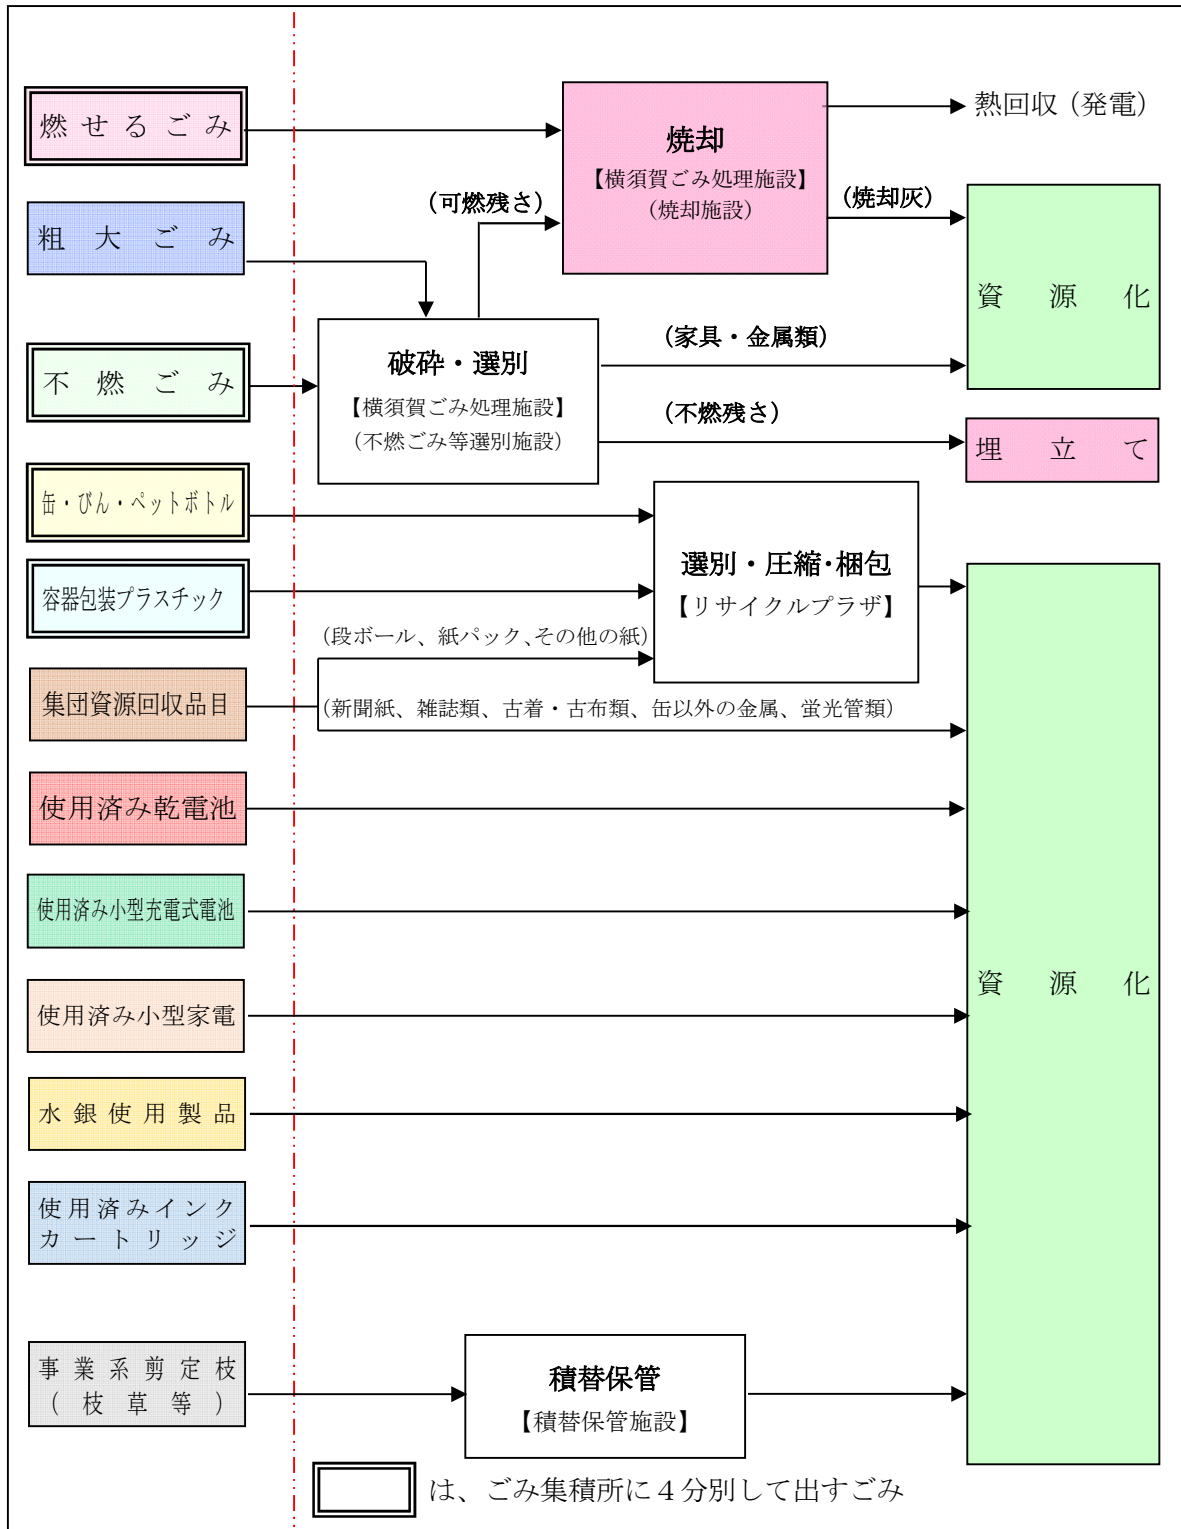 燃せるごみ
焼却
【横須賀ごみ処理施設】
(焼却施設)
熱回収（発電）
粗大ごみ
(可燃残さ)
(焼却灰)
資源化
不燃ごみ
破砕・選別
【横須賀ごみ処理施設】
(不燃ごみ等選別施設)
(家具・金属類)
(不燃残さ)
埋立て
缶・びん・ペットボトル
容器包装プラスチック
選別・圧縮・梱包
【リサイクルプラザ】
(段ボール、紙パック、その他の紙)
集団資源回収品目
(新聞紙、雑誌類、古着・古布類、缶以外の金属、蛍光管類)
使用済み乾電池
使用済み小型充電式電池
資源化
使用済み小型家電
水銀使用製品
使用済みインク
カートリッジ
事業系剪定枝
(枝草等)
積替保管
【積替保管施設】
は、ごみ集積所に４分別して出すごみ